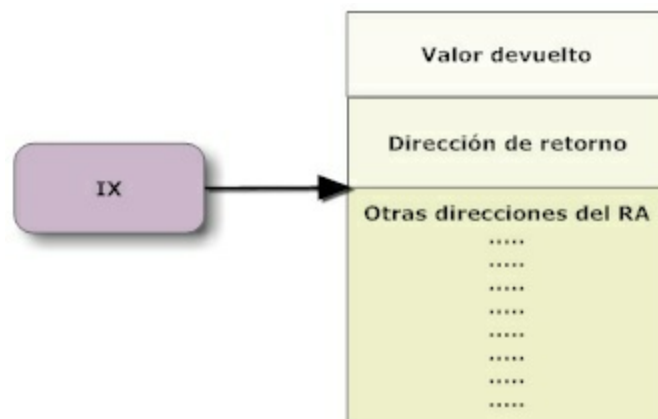 Valor devuelto
Dirección de retorno
IX
Otras direcciones del RA
.....
.....
.....
.....
.....
.....
.....
.....